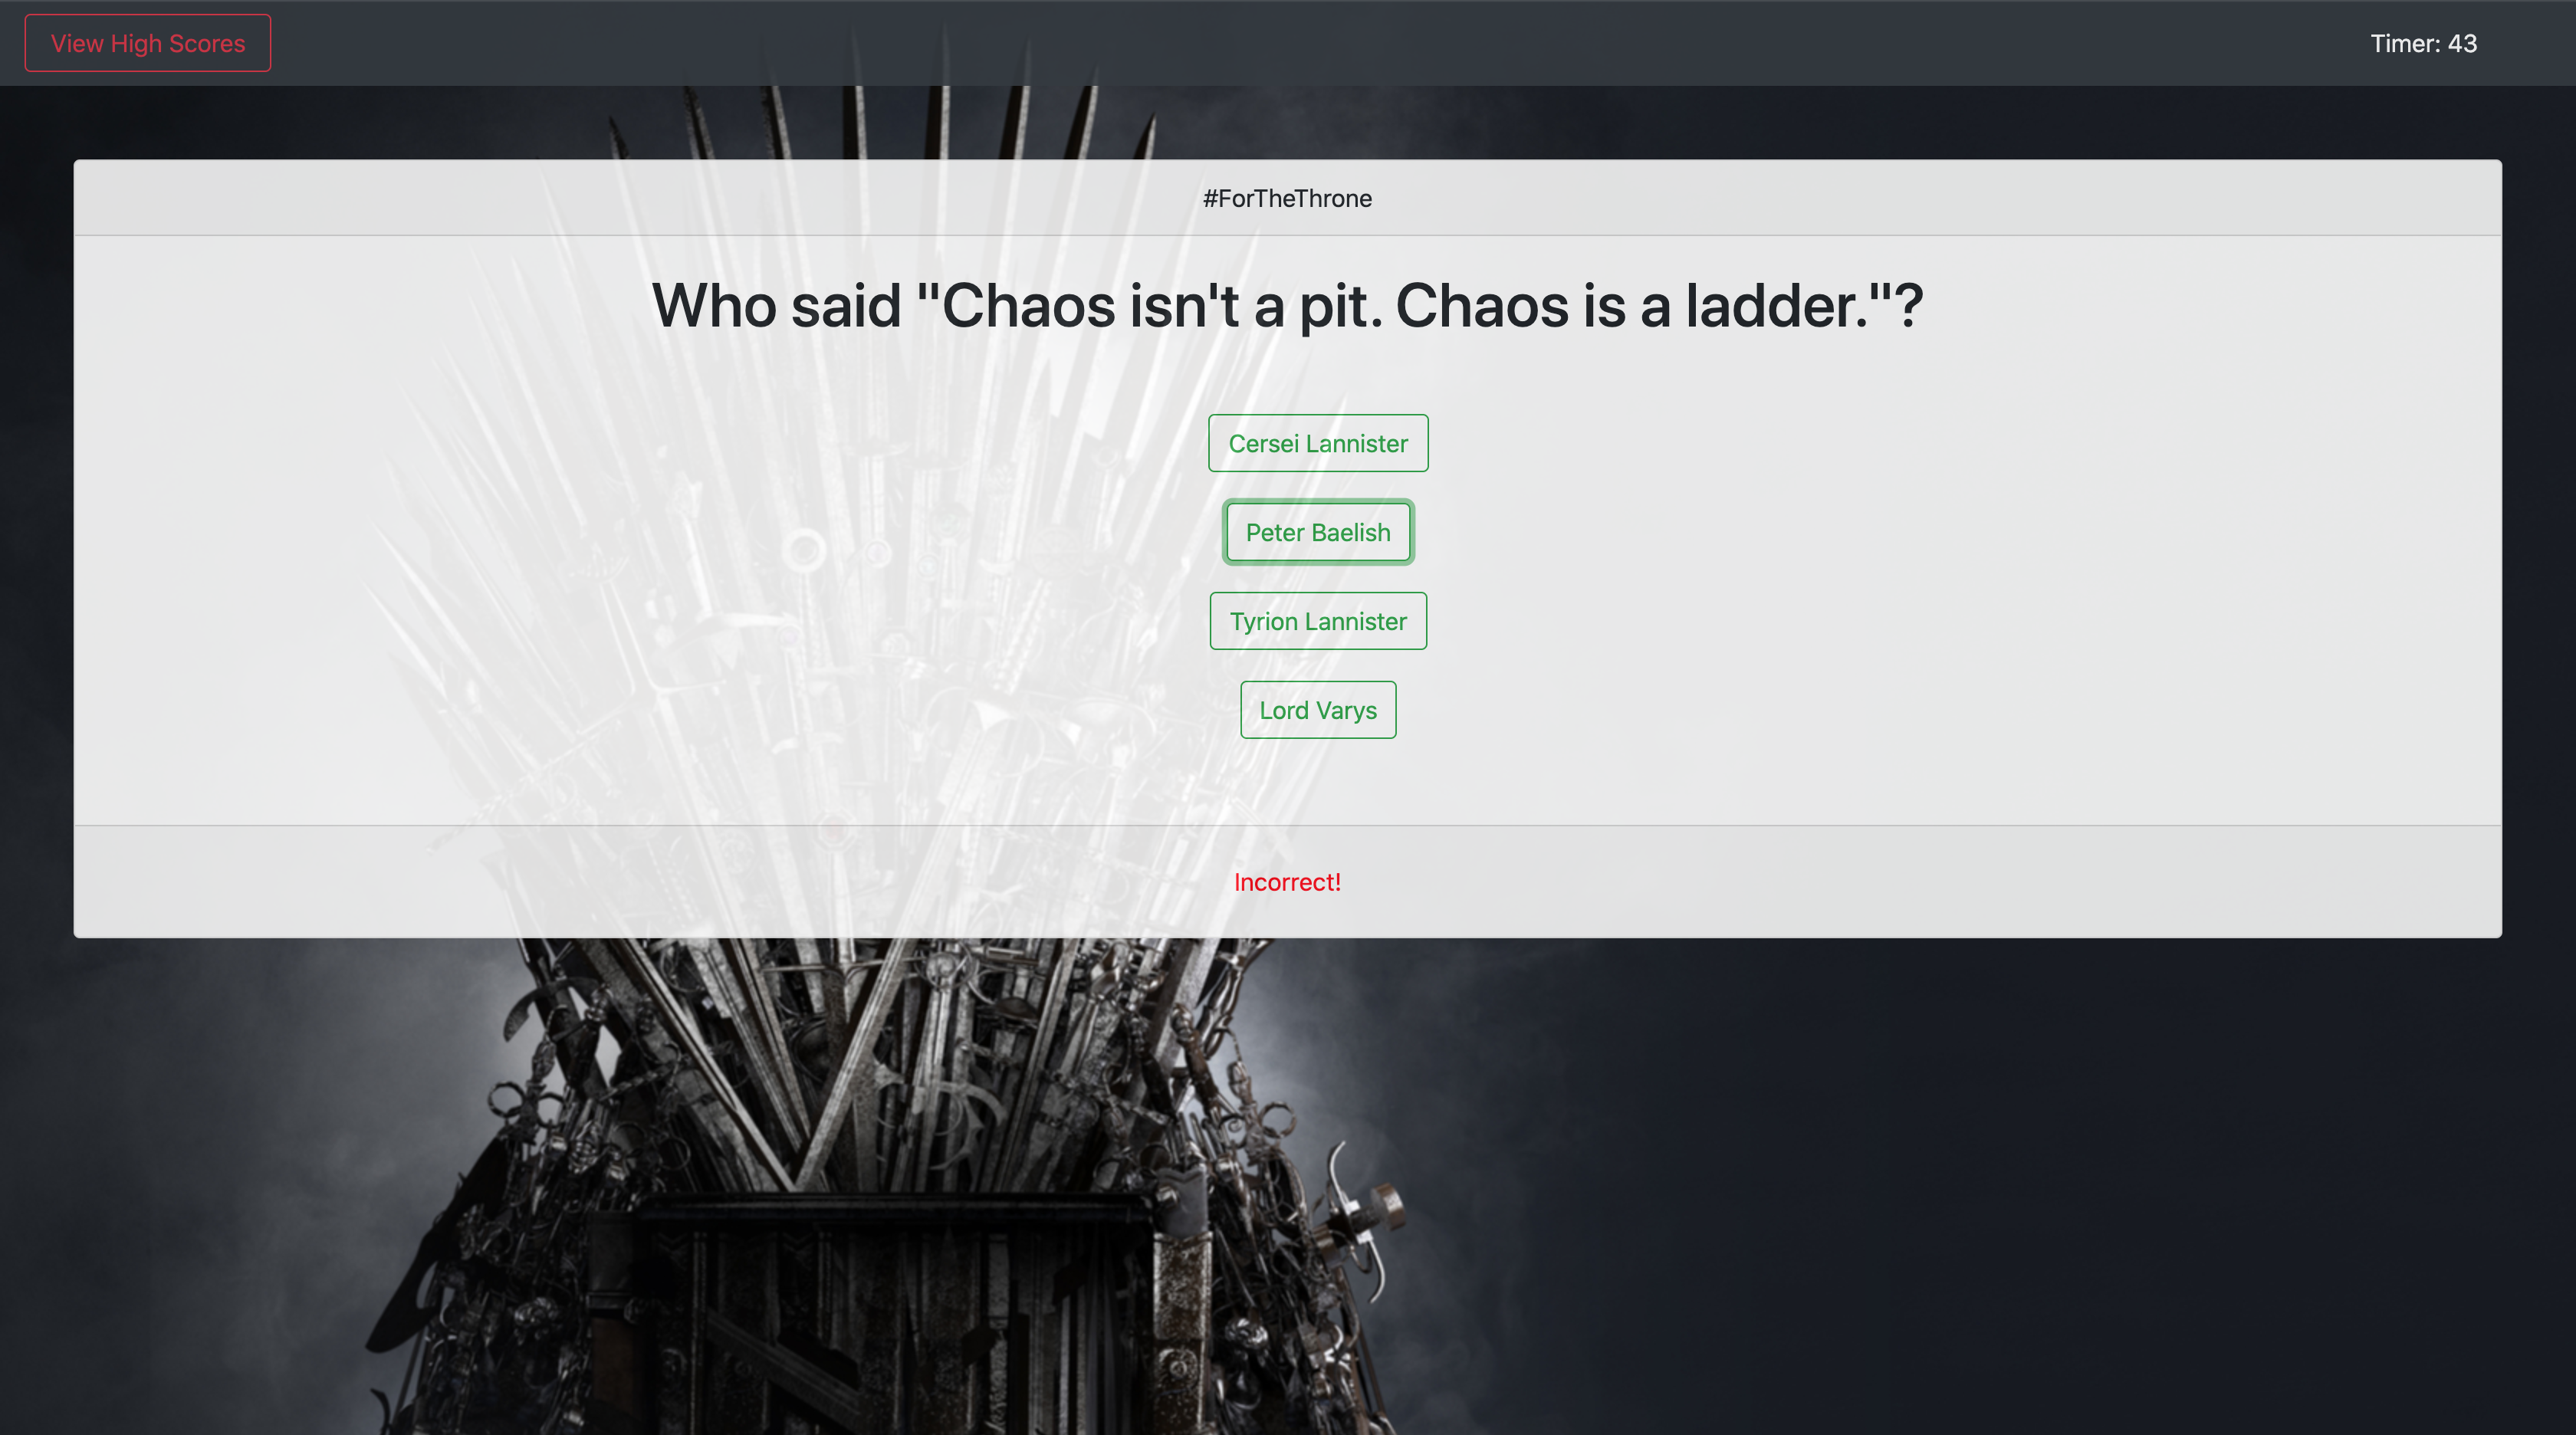 View High Scores
Timer: 43
#ForTheThrone
Who said "Chaos isn't a pit. Chaos is a ladder."?
Cersei Lannister
Peter Baelish
Tyrion Lannister
Lord Varys
Incorrect!